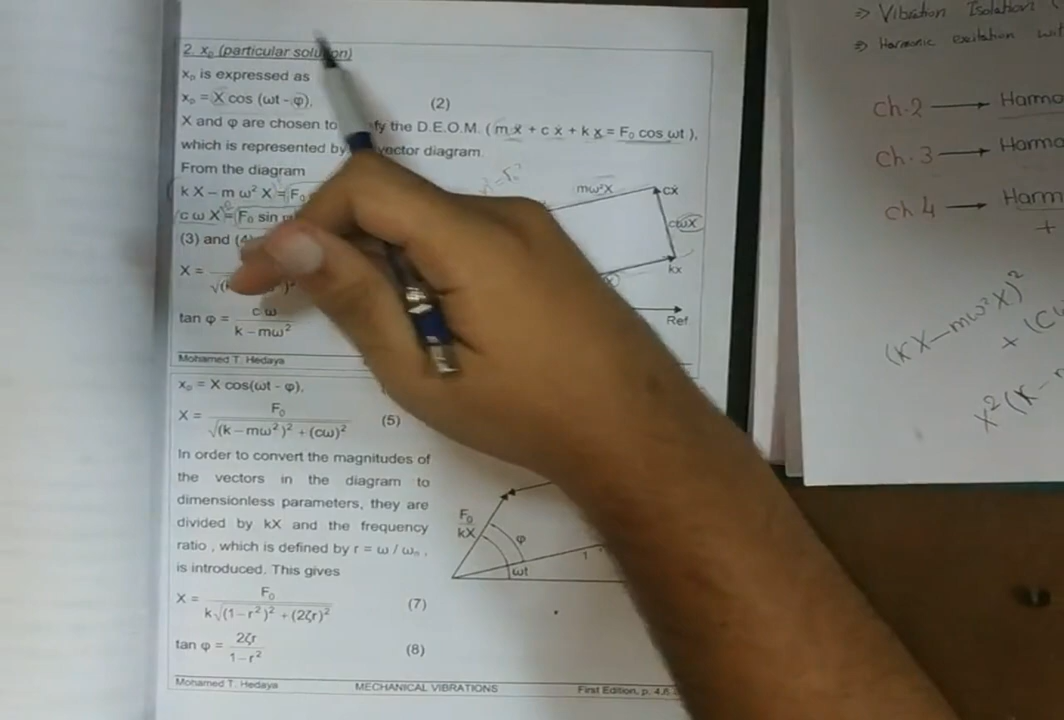 2. xₚ (particular solution)
xₚ is expressed as
xₚ = X cos (ωt - φ), (2)
X and φ are chosen to the D.E.O.M. ( m ẍ + c ẋ + k x = F₀ cos ωt ),
which is represented by vector diagram.
From the diagram
k X − m ω² X = F₀
c ω X = F₀ sin
(3) and
X =
tan φ = c ω / k − mω²
mω²X
cẋ
cωX
kx
Ref
Mohamed T. Hedaya
xₚ = X cos(ωt - φ),
X = F₀ / √(k − mω²)² + (cω)² (5)
In order to convert the magnitudes of
the vectors in the diagram to
dimensionless parameters, they are
divided by kX and the frequency
ratio , which is defined by r = ω / ωₙ ,
is introduced. This gives
X = F₀ / k√(1 − r²)² + (2ζr)² (7)
tan φ = 2ζr / 1 − r² (8)
F₀ / kX
φ
ωt
1
Mohamed T. Hedaya MECHANICAL VIBRATIONS First Edition, p. 4.6
⇒ Vibration Isolation
⇒ Harmonic excitation
Ch.2 → Harmo
Ch.3 → Harmo
Ch 4 → Harm
+
(KX − mω²X)²
+ (Cω
X² (K −